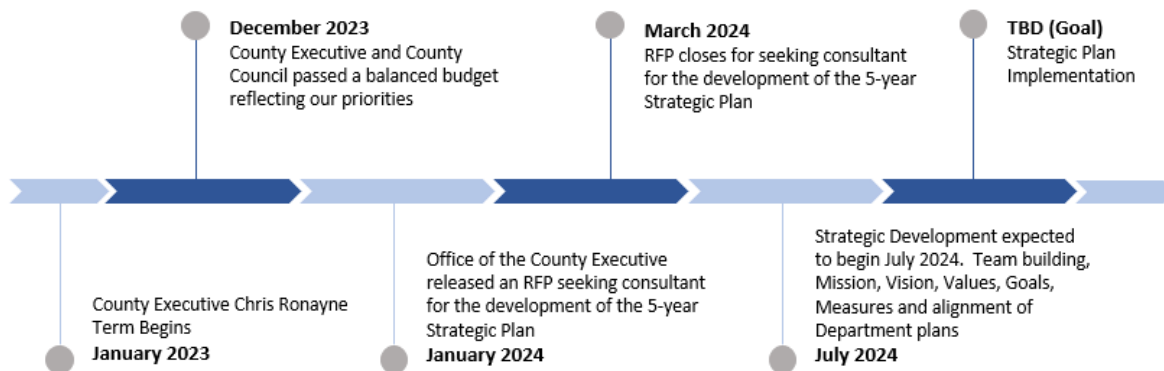 December 2023
County Executive and County
Council passed a balanced budget
reflecting our priorities
March 2024
RFP closes for seeking consultant
for the development of the 5-year
Strategic Plan
TBD (Goal)
Strategic Plan
Implementation
County Executive Chris Ronayne
Term Begins
January 2023
Office of the County Executive
released an RFP seeking consultant
for the development of the 5-year
Strategic Plan
January 2024
Strategic Development expected
to begin July 2024.  Team building,
Mission, Vision, Values, Goals,
Measures and alignment of
Department plans
July 2024